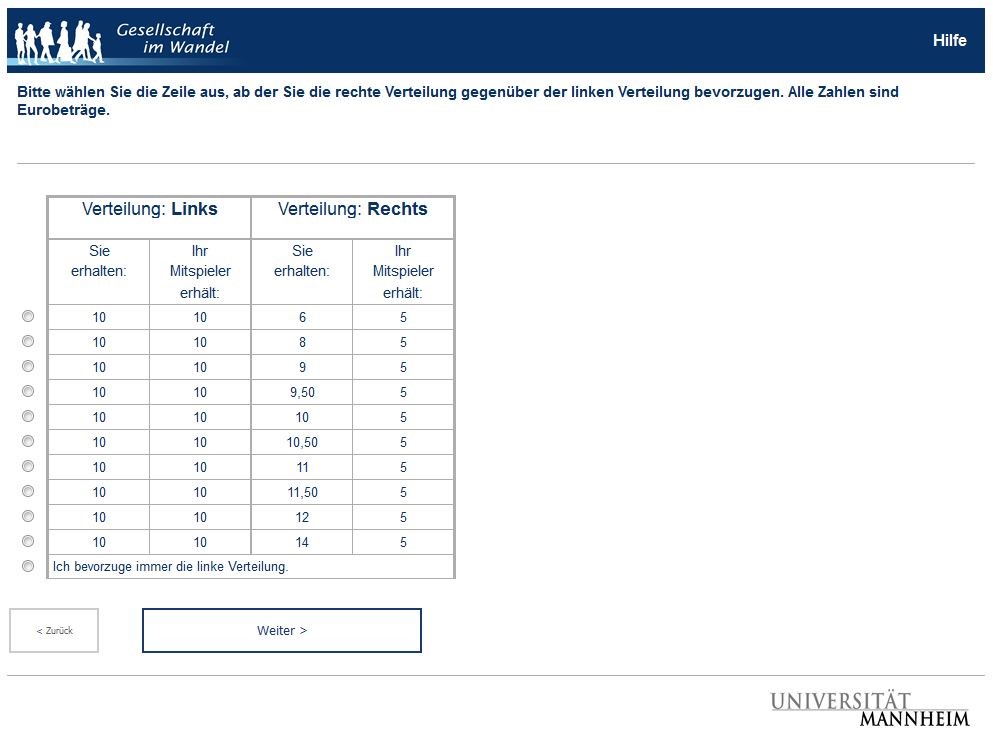 Gesellschaft
im Wandel
Hilfe
Bitte wählen Sie die Zeile aus, ab der Sie die rechte Verteilung gegenüber der linken Verteilung bevorzugen. Alle Zahlen sind
Eurobeträge.
Verteilung: Links Verteilung: Rechts
Sie Ihr Sie Ihr
erhalten: Mitspieler erhalten: Mitspieler
erhält: erhält:
10 10 6 5
10 10 8 5
10 10 9 5
10 10 9,50 5
10 10 10 5
10 10 10,50 5
10 10 11 5
10 10 11,50 5
10 10 12 5
10 10 14 5
Ich bevorzuge immer die linke Verteilung.
< Zurück Weiter >
UNIVERSITÄT
MANNHEIM